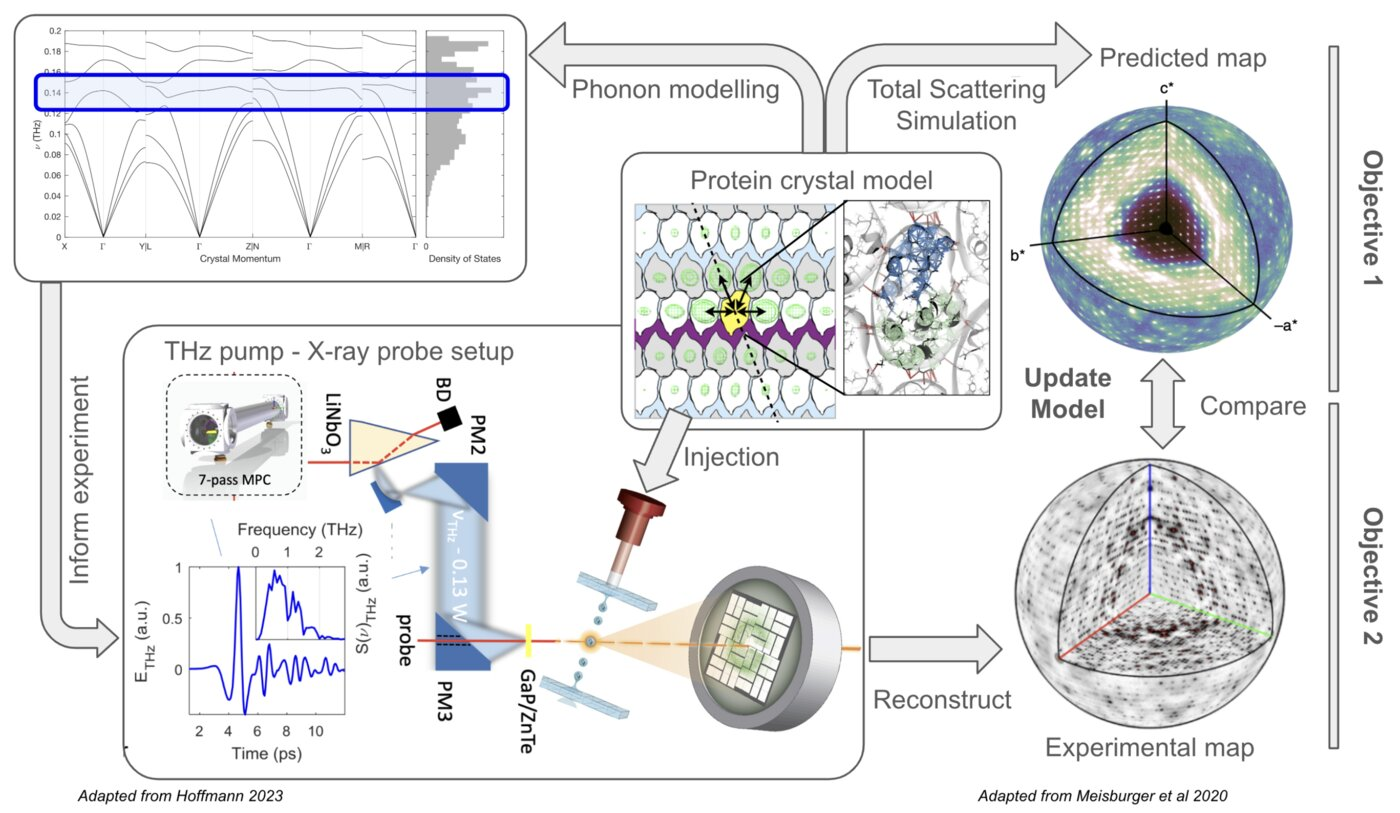 0.2
0.18
0.16
0.14
0.12
0.1
0.08
0.06
0.04
0.02
0
ν (THz)
X Γ Y|L Γ Z|N Γ M|R Γ
0
Crystal Momentum
Density of States
Phonon modelling
Total Scattering
Simulation
Predicted map
c*
b*
–a*
Objective 1
Protein crystal model
Inform experiment
THz pump - X-ray probe setup
7-pass MPC
LiNbO3
BD
PM2
νTHz - 0.13 W
Injection
Frequency (THz)
0 1 2
S(ν)THz (a.u.)
ETHz (a.u.)
1
0.5
0
2 4 6 8 10
Time (ps)
probe
PM3
GaP/ZnTe
Update
Model
Compare
Objective 2
Reconstruct
Experimental map
Adapted from Hoffmann 2023
Adapted from Meisburger et al 2020